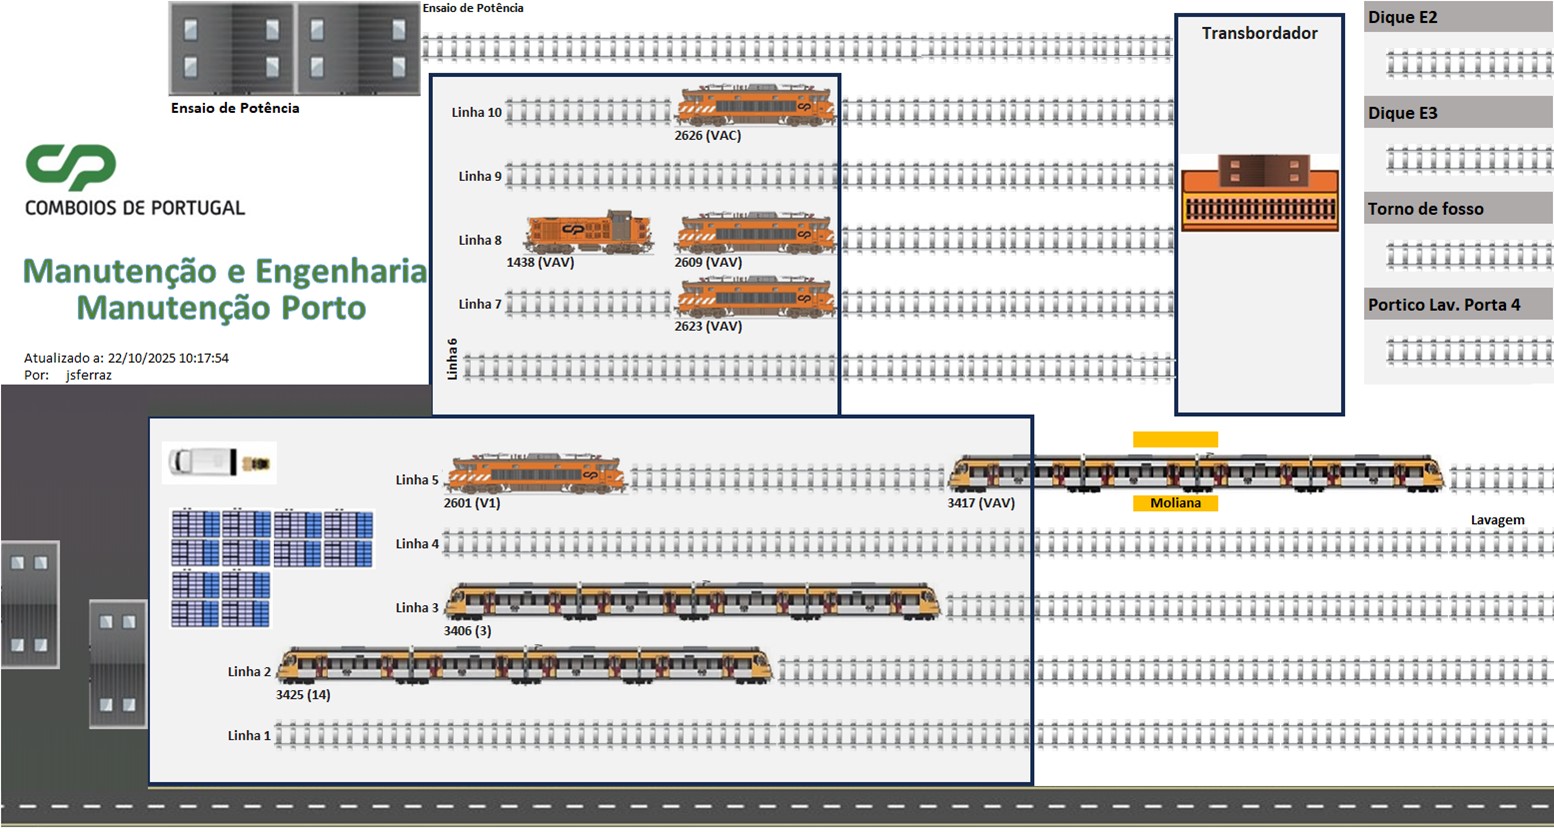 Ensaio de Potência
Ensaio de Potência
Transbordador
Dique E2
Dique E3
Torno de fosso
Portico Lav. Porta 4
CP
COMBOIOS DE PORTUGAL
Manutenção e Engenharia
Manutenção Porto
Atualizado a: 22/10/2025 10:17:54
Por: jsferraz
Linha 10
2626 (VAC)
Linha 9
Linha 8
1438 (VAV)
2609 (VAV)
Linha 7
2623 (VAV)
Linha 6
Linha 5
2601 (V1)
3417 (VAV)
Moliana
Lavagem
Linha 4
Linha 3
3406 (3)
Linha 2
3425 (14)
Linha 1